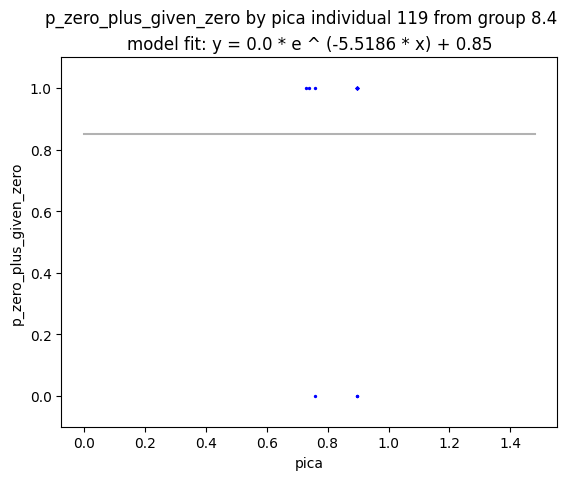 p_zero_plus_given_zero by pica individual 119 from group 8.4
model fit: y = 0.0 * e ^ (-5.5186 * x) + 0.85
p_zero_plus_given_zero
1.0
0.8
0.6
0.4
0.2
0.0
0.0 0.2 0.4 0.6 0.8 1.0 1.2 1.4
pica